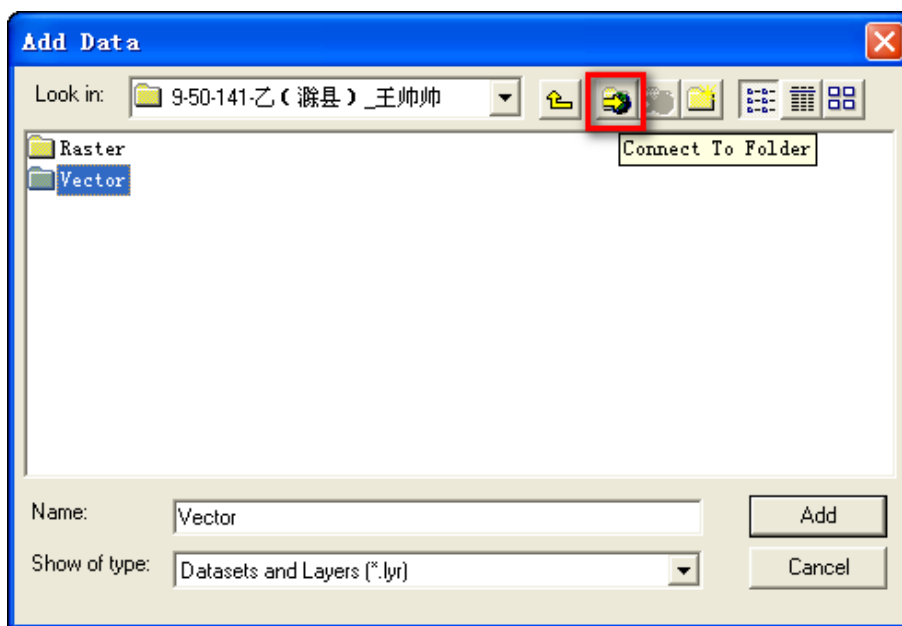 Add Data
Look in: 9-50-141-乙（滁县）_王帅帅
Connect To Folder
Raster
Vector
Name: Vector Add
Show of type: Datasets and Layers (*.lyr) Cancel